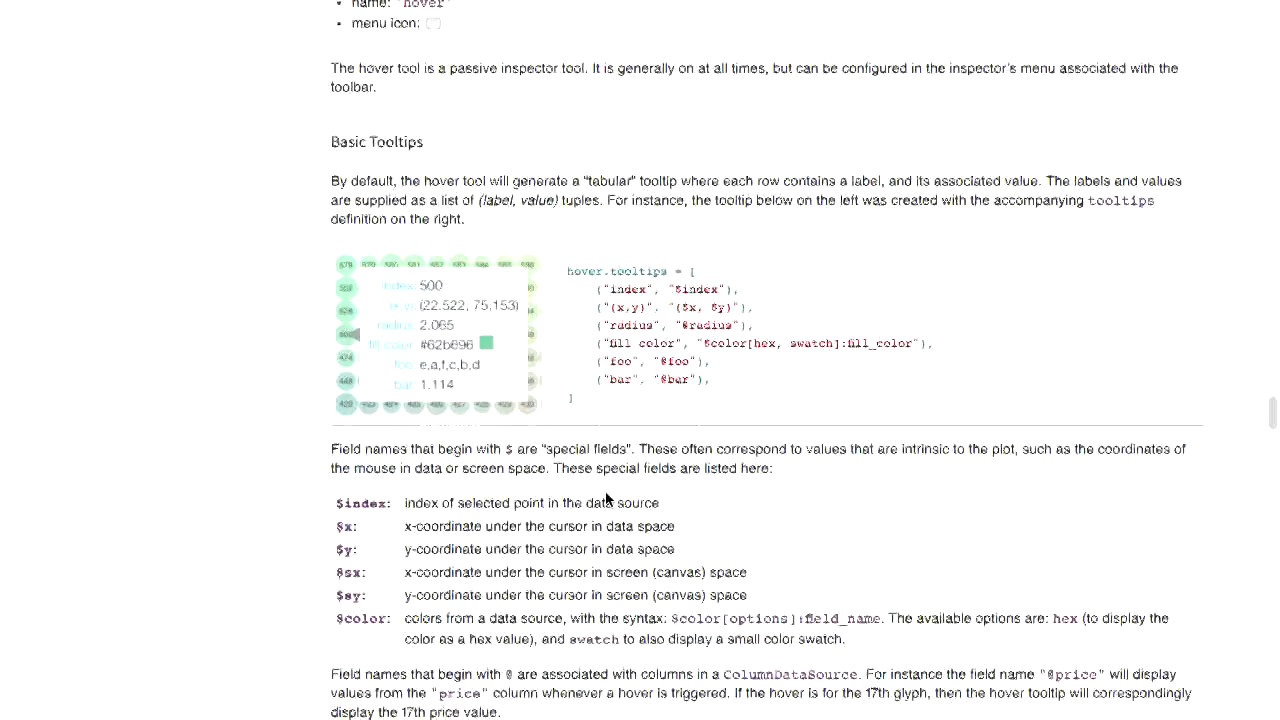 name: "hover"
menu icon:
The hover tool is a passive inspector tool. It is generally on at all times, but can be configured in the inspector's menu associated with the
toolbar.
Basic Tooltips
By default, the hover tool will generate a "tabular" tooltip where each row contains a label, and its associated value. The labels and values
are supplied as a list of (label, value) tuples. For instance, the tooltip below on the left was created with the accompanying tooltips
definition on the right.
index: 500
(x,y): (22.522, 75.153)
radius: 2.065
fill color: #62b696
foo: e,a,f,c,b,d
bar: 1.114
hover.tooltips = [
("index", "$index"),
("(x,y)", "($x, $y)"),
("radius", "@radius"),
("fill color", "$color[hex, swatch]:fill_color"),
("foo", "@foo"),
("bar", "@bar"),
]
Field names that begin with $ are "special fields". These often correspond to values that are intrinsic to the plot, such as the coordinates of
the mouse in data or screen space. These special fields are listed here:
$index: index of selected point in the data source
$x: x-coordinate under the cursor in data space
$y: y-coordinate under the cursor in data space
$sx: x-coordinate under the cursor in screen (canvas) space
$sy: y-coordinate under the cursor in screen (canvas) space
$color: colors from a data source, with the syntax: $color[options]:field_name. The available options are: hex (to display the
color as a hex value), and swatch to also display a small color swatch.
Field names that begin with @ are associated with columns in a ColumnDataSource. For instance the field name "@price" will display
values from the "price" column whenever a hover is triggered. If the hover is for the 17th glyph, then the hover tooltip will correspondingly
display the 17th price value.